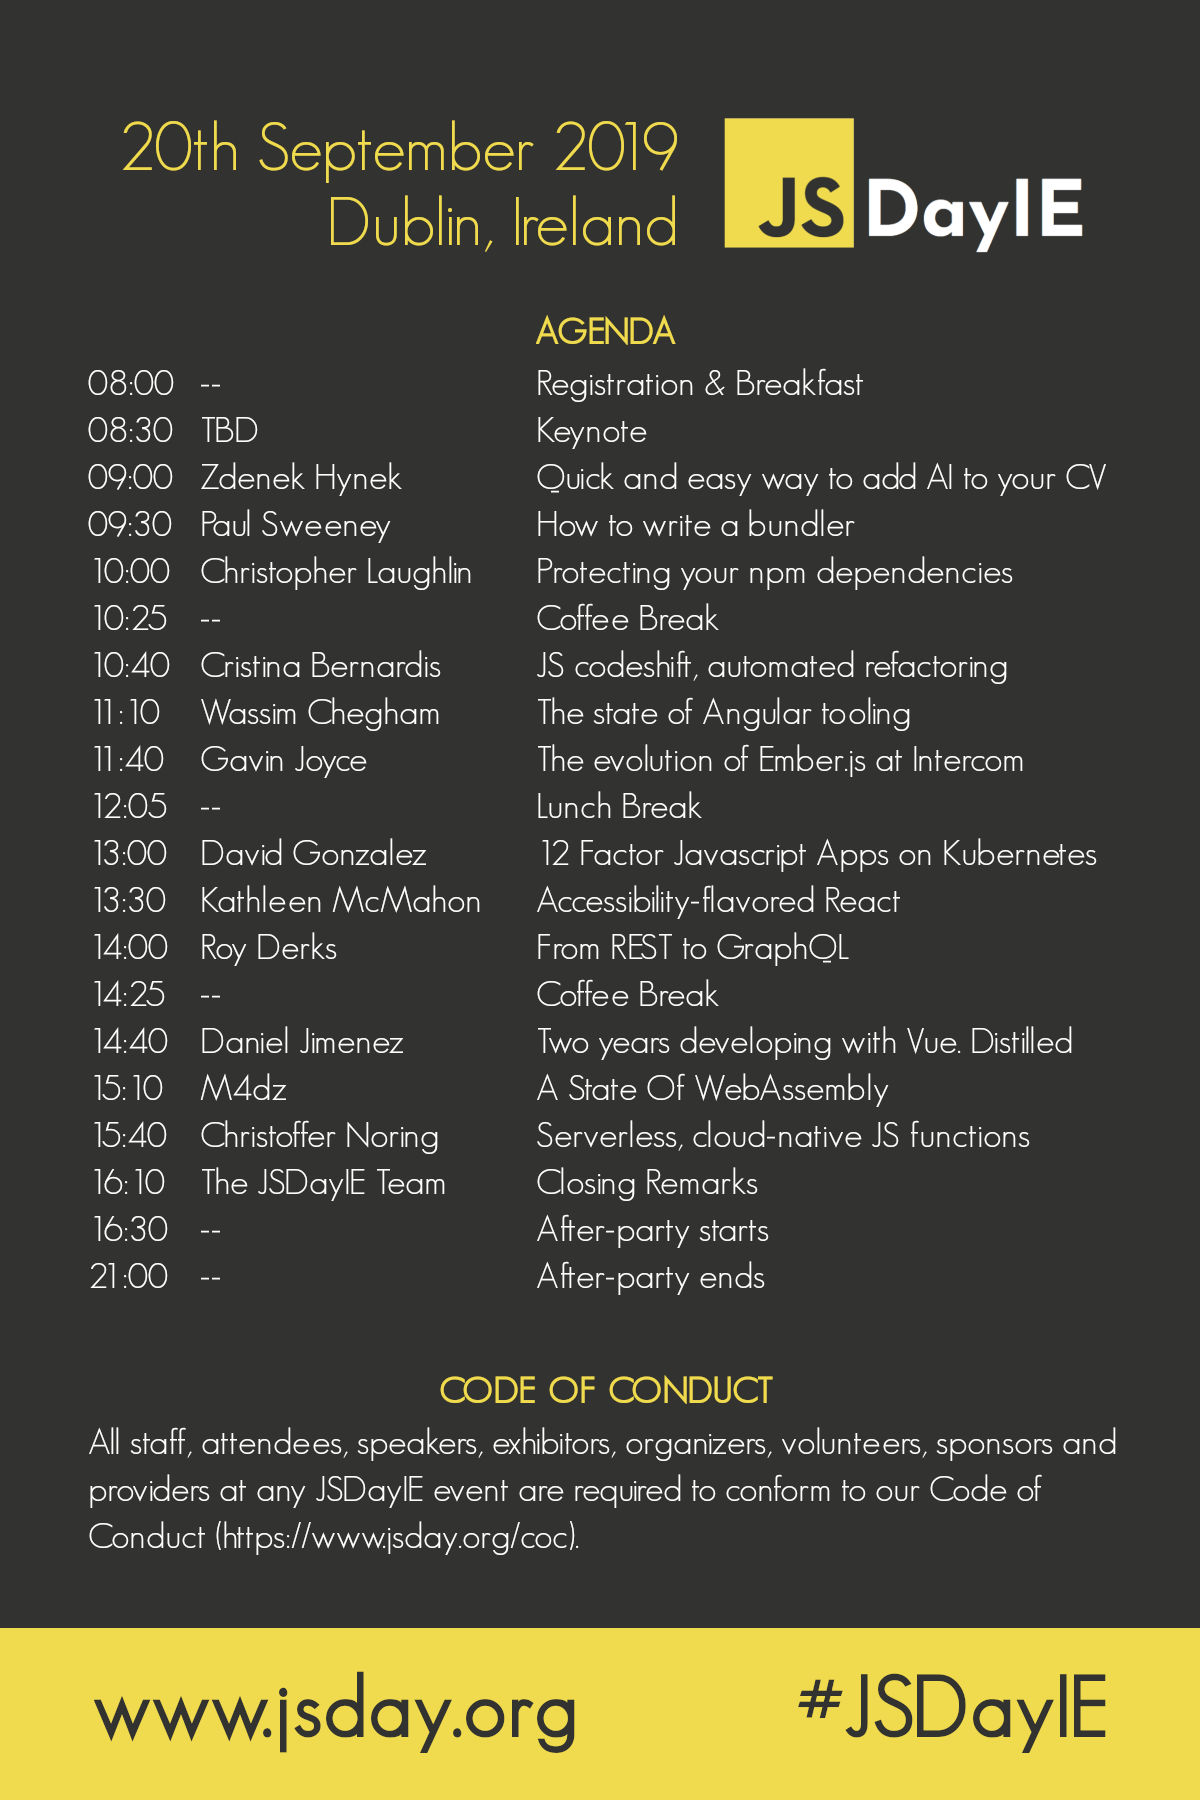 20th September 2019
Dublin, Ireland
JS DayIE
AGENDA
08:00 -- Registration & Breakfast
08:30 TBD Keynote
09:00 Zdenek Hynek Quick and easy way to add AI to your CV
09:30 Paul Sweeney How to write a bundler
10:00 Christopher Laughlin Protecting your npm dependencies
10:25 -- Coffee Break
10:40 Cristina Bernardis JS codeshift, automated refactoring
11:10 Wassim Chegham The state of Angular tooling
11:40 Gavin Joyce The evolution of Ember.js at Intercom
12:05 -- Lunch Break
13:00 David Gonzalez 12 Factor Javascript Apps on Kubernetes
13:30 Kathleen McMahon Accessibility-flavored React
14:00 Roy Derks From REST to GraphQL
14:25 -- Coffee Break
14:40 Daniel Jimenez Two years developing with Vue. Distilled
15:10 M4dz A State Of WebAssembly
15:40 Christoffer Noring Serverless, cloud-native JS functions
16:10 The JSDayIE Team Closing Remarks
16:30 -- After-party starts
21:00 -- After-party ends
CODE OF CONDUCT
All staff, attendees, speakers, exhibitors, organizers, volunteers, sponsors and
providers at any JSDayIE event are required to conform to our Code of
Conduct (https://www.jsday.org/coc).
www.jsday.org #JSDayIE